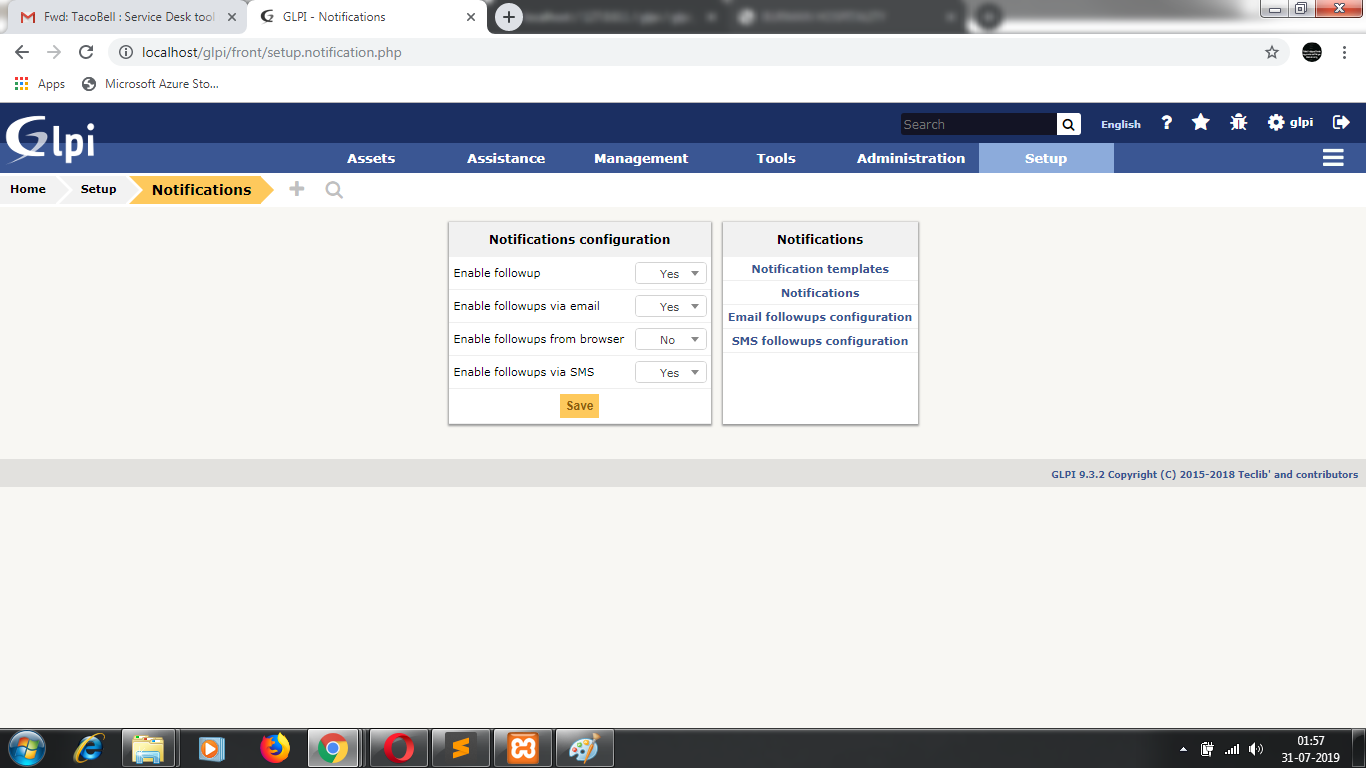 Fwd: TacoBell : Service Desk tool
GLPI - Notifications
localhost/glpi/front/setup.notification.php
Apps
Microsoft Azure Sto...
Glpi
Search
English
?
glpi
Assets
Assistance
Management
Tools
Administration
Setup
Home
Setup
Notifications
Notifications configuration
Enable followup
Yes
Enable followups via email
Yes
Enable followups from browser
No
Enable followups via SMS
Yes
Save
Notifications
Notification templates
Notifications
Email followups configuration
SMS followups configuration
GLPI 9.3.2 Copyright (C) 2015-2018 Teclib' and contributors
01:57
31-07-2019